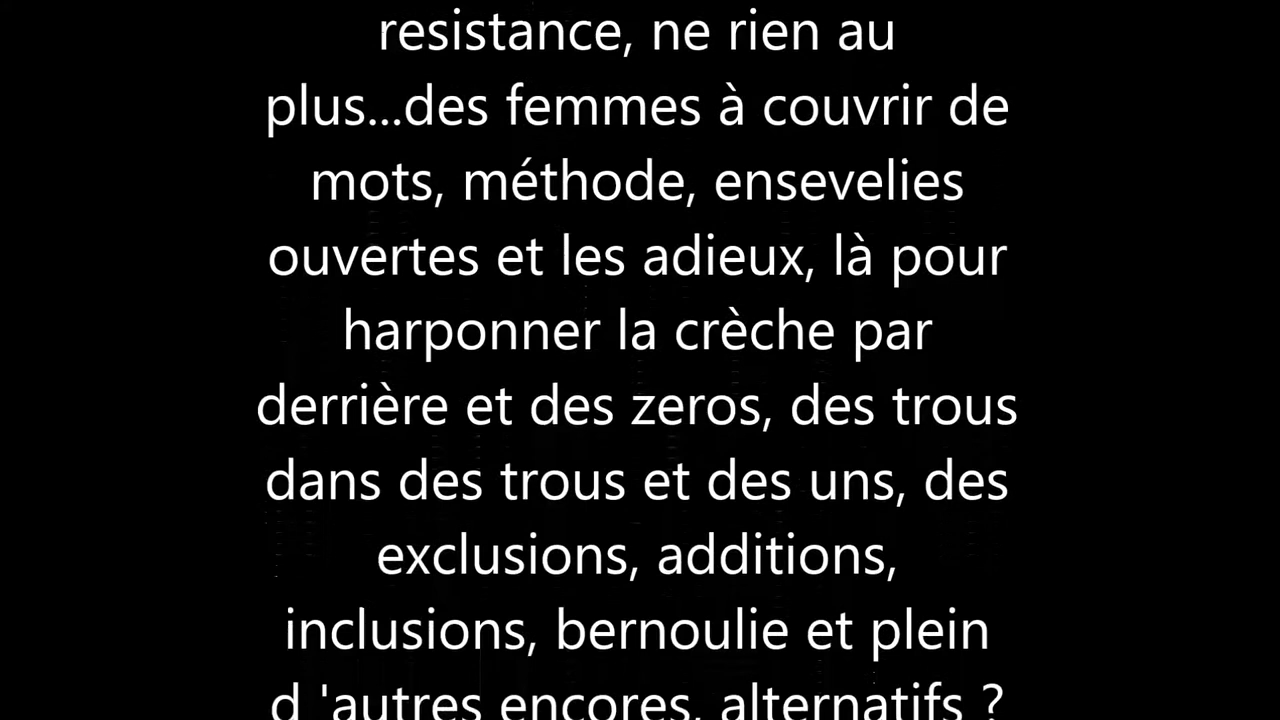 resistance, ne rien au
plus...des femmes à couvrir de
mots, méthode, ensevelies
ouvertes et les adieux, là pour
harponner la crèche par
derrière et des zeros, des trous
dans des trous et des uns, des
exclusions, additions,
inclusions, bernoulie et plein
d 'autres encores, alternatifs ?